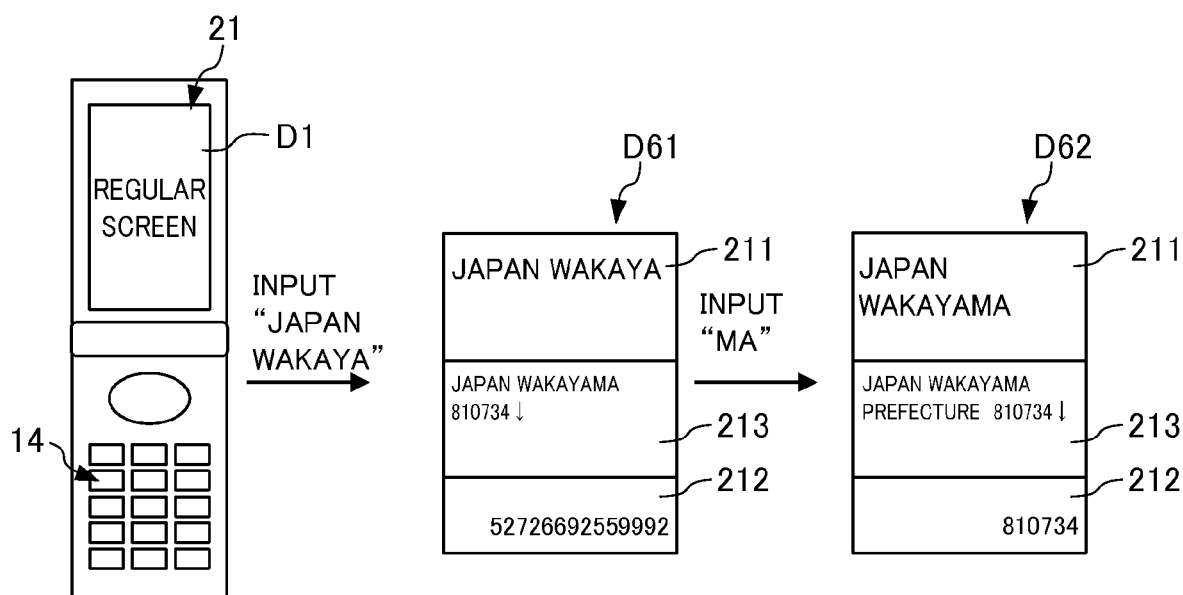 21
D1
REGULAR
SCREEN
14
INPUT
“JAPAN
WAKAYA”
D61
JAPAN WAKAYA
211
JAPAN WAKAYAMA
810734↓
213
212
52726692559992
INPUT
“MA”
D62
JAPAN
WAKAYAMA
211
JAPAN WAKAYAMA
PREFECTURE 810734↓
213
212
810734